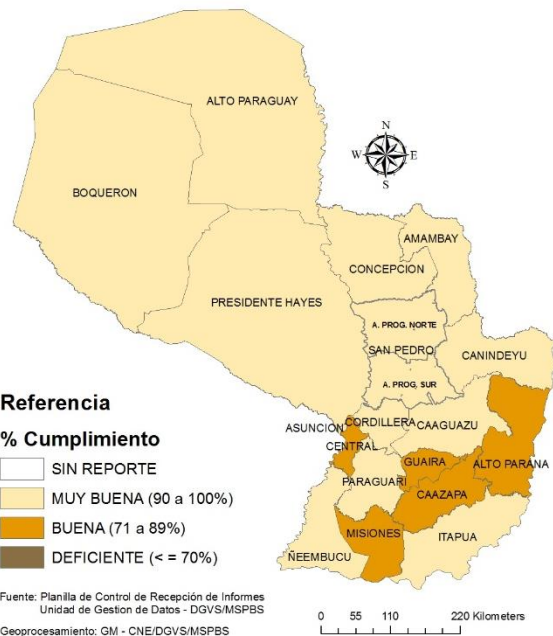 ALTO PARAGUAY
N
W E
S
BOQUERON
AMAMBAY
CONCEPCION
PRESIDENTE HAYES
A. PROG. NORTE
SAN PEDRO
CANINDEYU
A. PROG. SUR
Referencia
ASUNCION
CORDILLERA
CAAGUAZU
% Cumplimiento
CENTRAL
SIN REPORTE
GUAIRA
ALTO PARANA
PARAGUARI
MUY BUENA (90 a 100%)
CAAZAPA
BUENA (71 a 89%)
MISIONES
ITAPUA
ÑEEMBUCU
DEFICIENTE (< = 70%)
Fuente: Planilla de Control de Recepción de Informes
Unidad de Gestion de Datos - DGVS/MSPBS
Geoprocesamiento: GM - CNE/DGVS/MSPBS
0 55 110 220 Kilometers